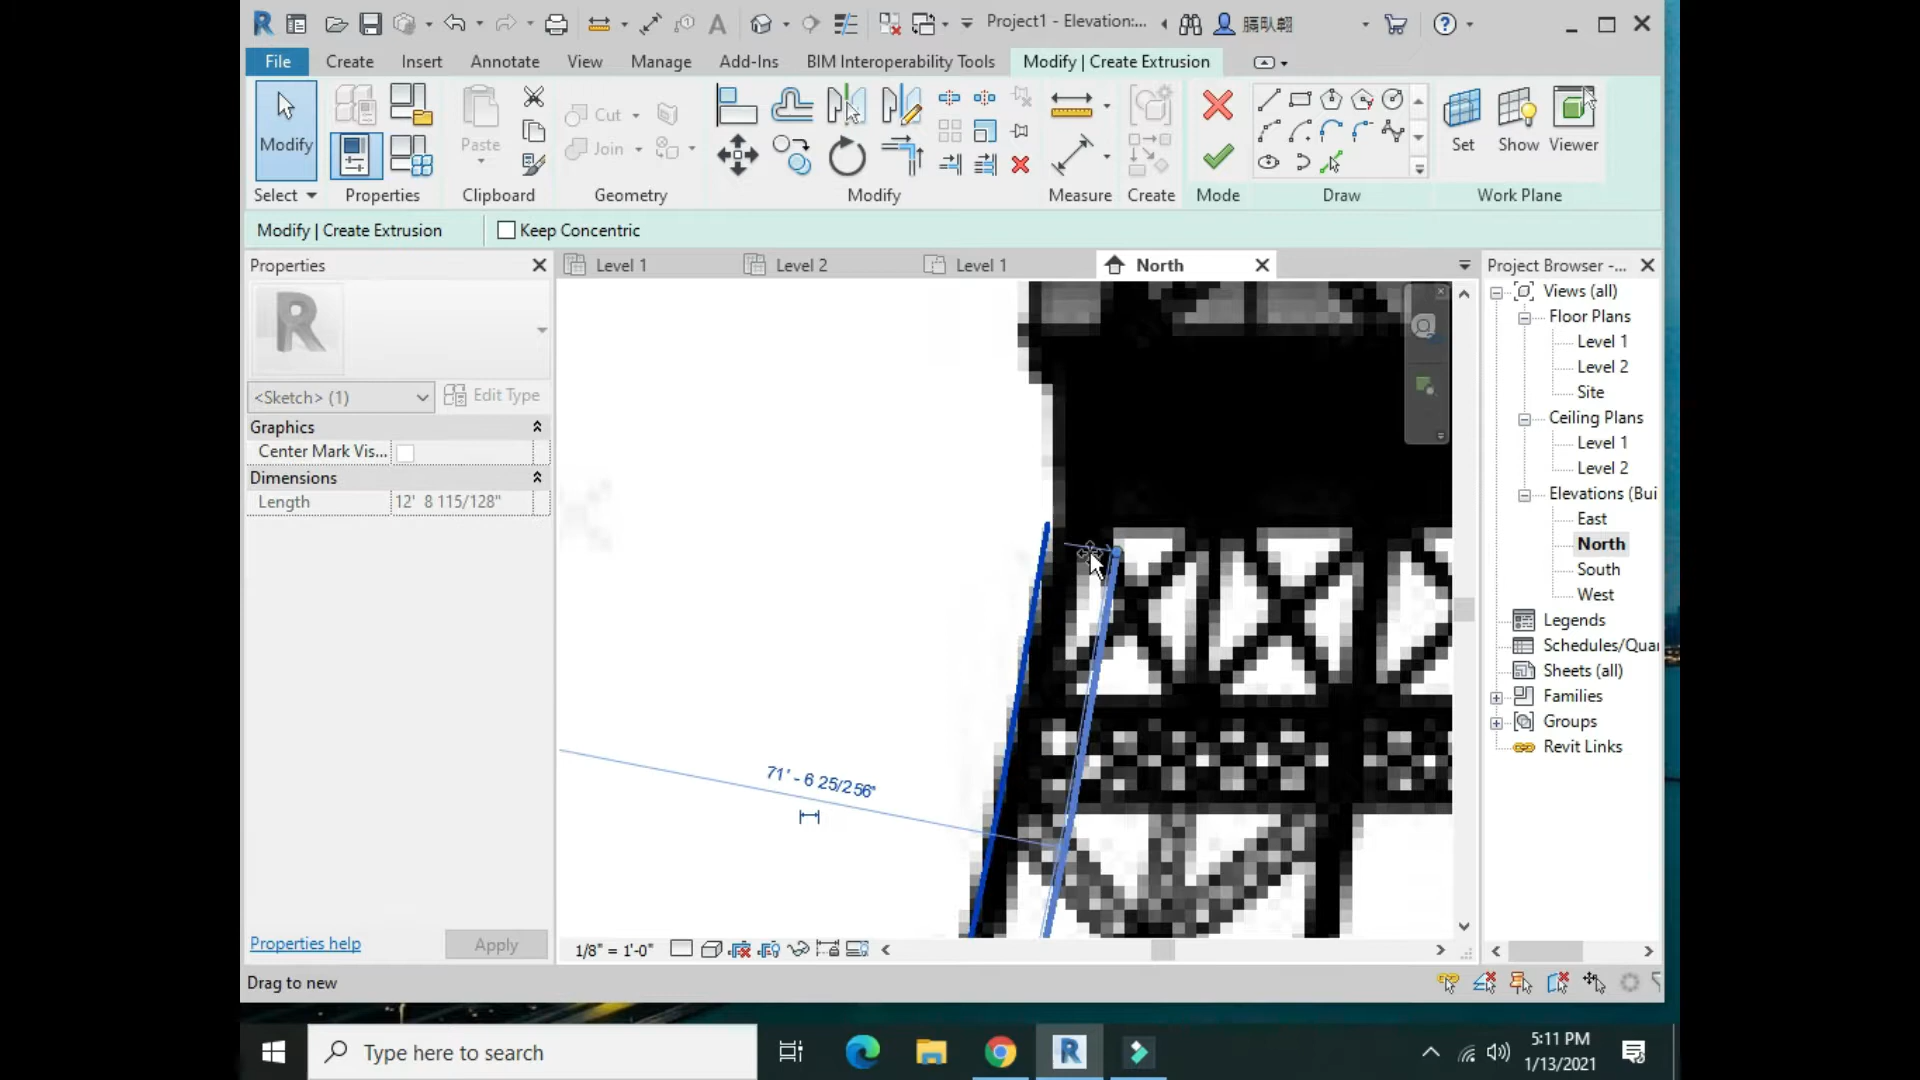 Project1 - Elevation:...
File
Create
Insert
Annotate
View
Manage
Add-Ins
BIM Interoperability Tools
Modify | Create Extrusion
Modify
Paste
Cut
Join
Set
Show
Viewer
Select
Properties
Clipboard
Geometry
Modify
Measure
Create
Mode
Draw
Work Plane
Modify | Create Extrusion
Keep Concentric
Properties
Level 1
Level 2
Level 1
North
Project Browser -...
<Sketch> (1)
Edit Type
Graphics
Center Mark Vis...
Dimensions
Length
12' 8 115/128"
Views (all)
Floor Plans
Level 1
Level 2
Site
Ceiling Plans
Level 1
Level 2
Elevations (Bui
East
North
South
West
Legends
Schedules/Qua
Sheets (all)
Families
Groups
Revit Links
71' - 6 25/256"
Properties help
Apply
1/8" = 1'-0"
Drag to new
Type here to search
5:11 PM
1/13/2021